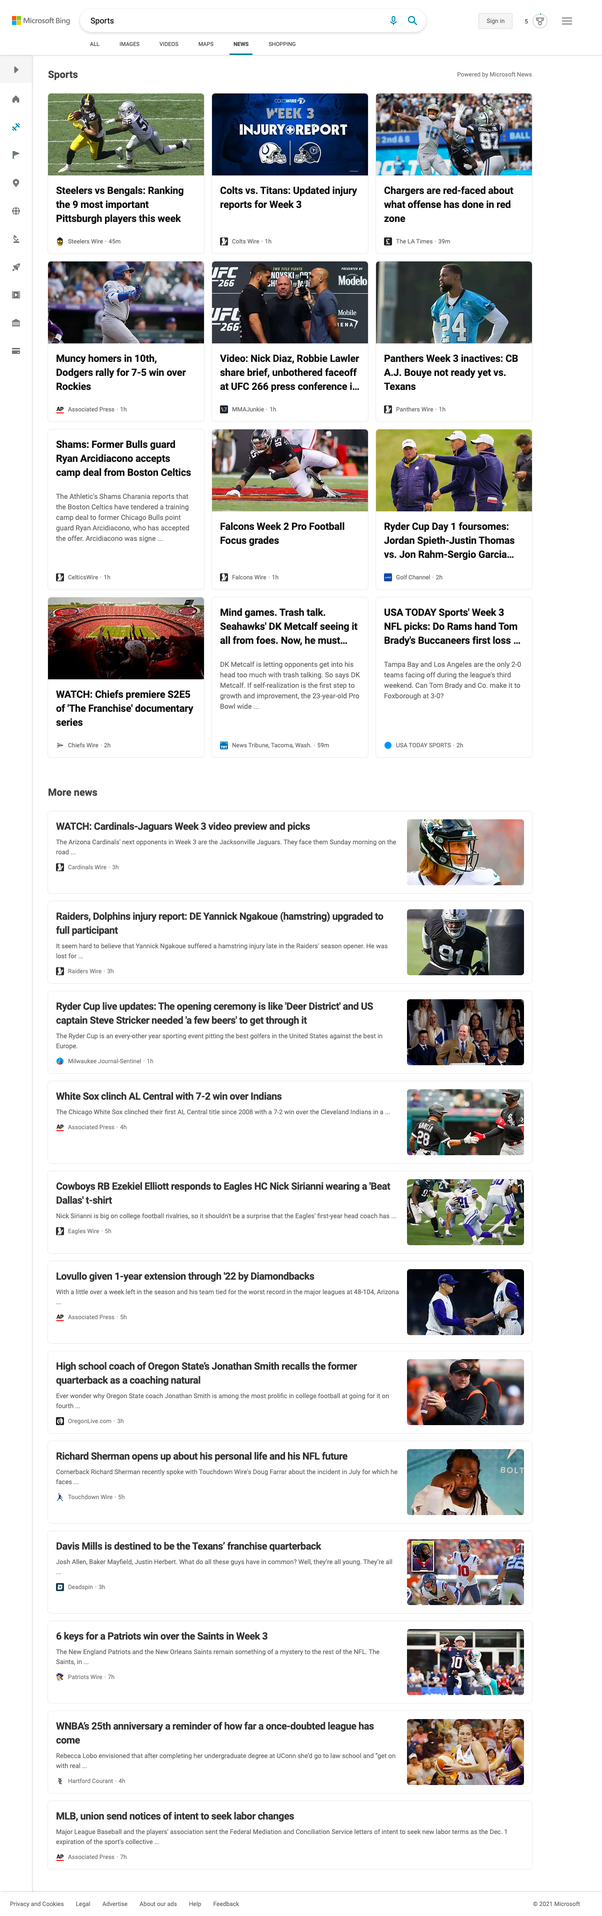 Microsoft Bing
Sports
Sign in
5
ALL IMAGES VIDEOS MAPS NEWS SHOPPING
Sports
Powered by Microsoft News
WEEK 3
INJURY REPORT
2nd & 5
BALL
97
Steelers vs Bengals: Ranking
the 9 most important
Pittsburgh players this week
Steelers Wire · 45m
Colts vs. Titans: Updated injury
reports for Week 3
Colts Wire · 1h
Chargers are red-faced about
what offense has done in red
zone
The LA Times · 39m
UFC
266
UFC
266
Modelo
Mobile
24
Muncy homers in 10th,
Dodgers rally for 7-5 win over
Rockies
AP Associated Press · 1h
Video: Nick Diaz, Robbie Lawler
share brief, unbothered faceoff
at UFC 266 press conference i...
MMAJunkie · 1h
Panthers Week 3 inactives: CB
A.J. Bouye not ready yet vs.
Texans
Panthers Wire · 1h
Shams: Former Bulls guard
Ryan Arcidiacono accepts
camp deal from Boston Celtics
The Athletic's Shams Charania reports that
the Boston Celtics have tendered a training
camp deal to former Chicago Bulls point
guard Ryan Arcidiacono, who has accepted
the offer. Arcidiacono was signe ...
CelticsWire · 1h
Falcons Week 2 Pro Football
Focus grades
Falcons Wire · 1h
Ryder Cup Day 1 foursomes:
Jordan Spieth-Justin Thomas
vs. Jon Rahm-Sergio Garcia...
Golf Channel · 2h
WATCH: Chiefs premiere S2E5
of 'The Franchise' documentary
series
Chiefs Wire · 2h
Mind games. Trash talk.
Seahawks' DK Metcalf seeing it
all from foes. Now, he must...
DK Metcalf is letting opponents get into his
head too much with trash talking. So says DK
Metcalf. If self-realization is the first step to
growth and improvement, the 23-year-old Pro
Bowl wide ...
News Tribune, Tacoma, Wash. · 59m
USA TODAY Sports' Week 3
NFL picks: Do Rams hand Tom
Brady's Buccaneers first loss ...
Tampa Bay and Los Angeles are the only 2-0
teams facing off during the league's third
weekend. Can Tom Brady and Co. make it to
Foxborough at 3-0?
USA TODAY SPORTS · 2h
More news
WATCH: Cardinals-Jaguars Week 3 video preview and picks
The Arizona Cardinals' next opponents in Week 3 are the Jacksonville Jaguars. They face them Sunday morning on the
road ...
Cardinals Wire · 3h
Raiders, Dolphins injury report: DE Yannick Ngakoue (hamstring) upgraded to
full participant
It seem hard to believe that Yannick Ngakoue suffered a hamstring injury late in the Raiders' season opener. He was
lost for ...
Raiders Wire · 3h
91
Ryder Cup live updates: The opening ceremony is like 'Deer District' and US
captain Steve Stricker needed 'a few beers' to get through it
The Ryder Cup is an every-other year sporting event pitting the best golfers in the United States against the best in
Europe.
Milwaukee Journal-Sentinel · 1h
White Sox clinch AL Central with 7-2 win over Indians
The Chicago White Sox clinched their first AL Central title since 2008 with a 7-2 win over the Cleveland Indians in a ...
AP Associated Press · 4h
28
Cowboys RB Ezekiel Elliott responds to Eagles HC Nick Sirianni wearing a 'Beat
Dallas' t-shirt
Nick Sirianni is big on college football rivalries, so it shouldn't be a surprise that the Eagles' first-year head coach has ...
Eagles Wire · 5h
21
Lovullo given 1-year extension through '22 by Diamondbacks
With a little over a week left in the season and his team tied for the worst record in the major leagues at 48-104, Arizona
...
AP Associated Press · 5h
High school coach of Oregon State's Jonathan Smith recalls the former
quarterback as a coaching natural
Ever wonder why Oregon State coach Jonathan Smith is among the most prolific in college football at going for it on
fourth ...
OregonLive.com · 3h
Richard Sherman opens up about his personal life and his NFL future
Cornerback Richard Sherman recently spoke with Touchdown Wire's Doug Farrar about the incident in July for which he
faces ...
Touchdown Wire · 5h
BOLT
Davis Mills is destined to be the Texans' franchise quarterback
Josh Allen, Baker Mayfield, Justin Herbert. What do all these guys have in common? Well, they're all young. They're all
...
Deadspin · 3h
10
6 keys for a Patriots win over the Saints in Week 3
The New England Patriots and the New Orleans Saints remain something of a mystery to the rest of the NFL. The
Saints, in ...
Patriots Wire · 7h
10
WNBA's 25th anniversary a reminder of how far a once-doubted league has
come
Rebecca Lobo envisioned that after completing her undergraduate degree at UConn she'd go to law school and "get on
with real ...
Hartford Courant · 4h
MLB, union send notices of intent to seek labor changes
Major League Baseball and the players' association sent the Federal Mediation and Conciliation Service letters of intent to seek new labor terms as the Dec. 1
expiration of the sport's collective ...
AP Associated Press · 7h
Privacy and Cookies Legal Advertise About our ads Help Feedback
© 2021 Microsoft